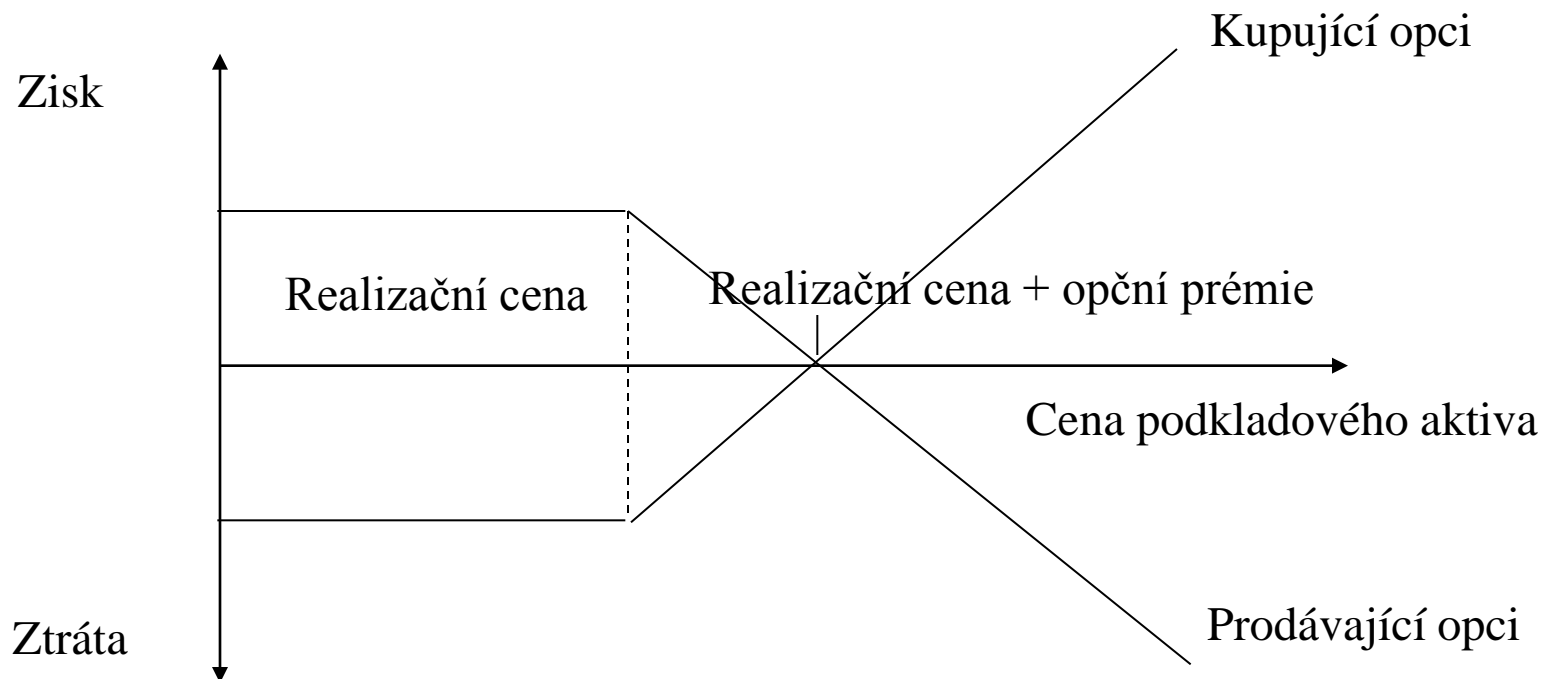 Kupující opci
Zisk
Realizační cena
Realizační cena + opční prémie
Cena podkladového aktiva
Prodávající opci
Ztráta